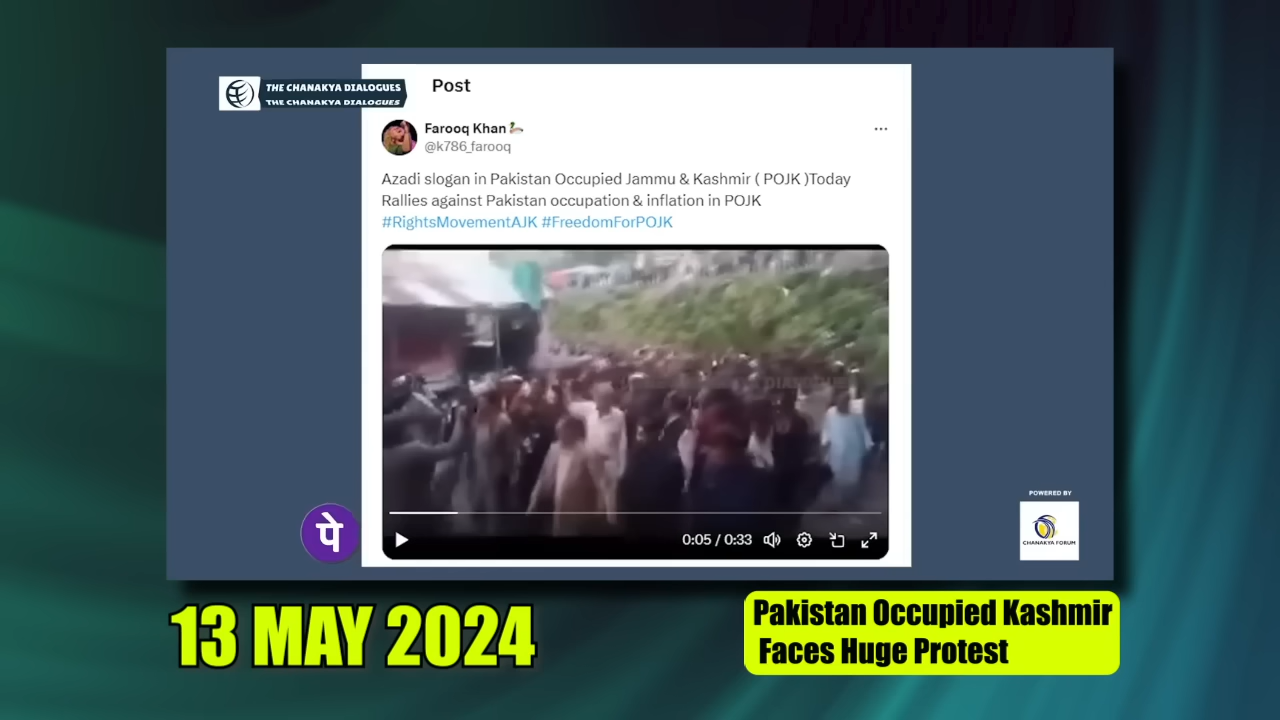 THE CHANAKYA DIALOGUES
THE CHANAKYA DIALOGUES
Post
Farooq Khan
@k786_farooq
Azadi slogan in Pakistan Occupied Jammu & Kashmir ( POJK )Today
Rallies against Pakistan occupation & inflation in POJK
#RightsMovementAJK #FreedomForPOJK
पे
0:05 / 0:33
POWERED BY
CHANAKYA FORUM
13 MAY 2024
Pakistan Occupied Kashmir
Faces Huge Protest